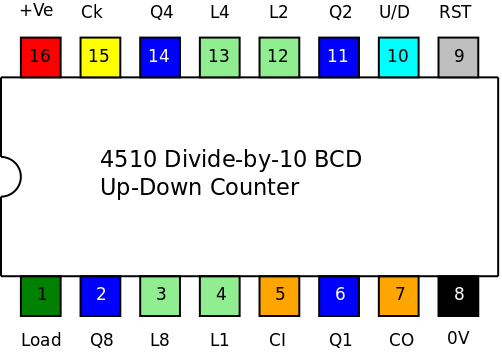 +Ve Ck Q4 L4 L2 Q2 U/D RST
16 15 14 13 12 11 10 9
4510 Divide-by-10 BCD
Up-Down Counter
1 2 3 4 5 6 7 8
Load Q8 L8 L1 CI Q1 CO 0V